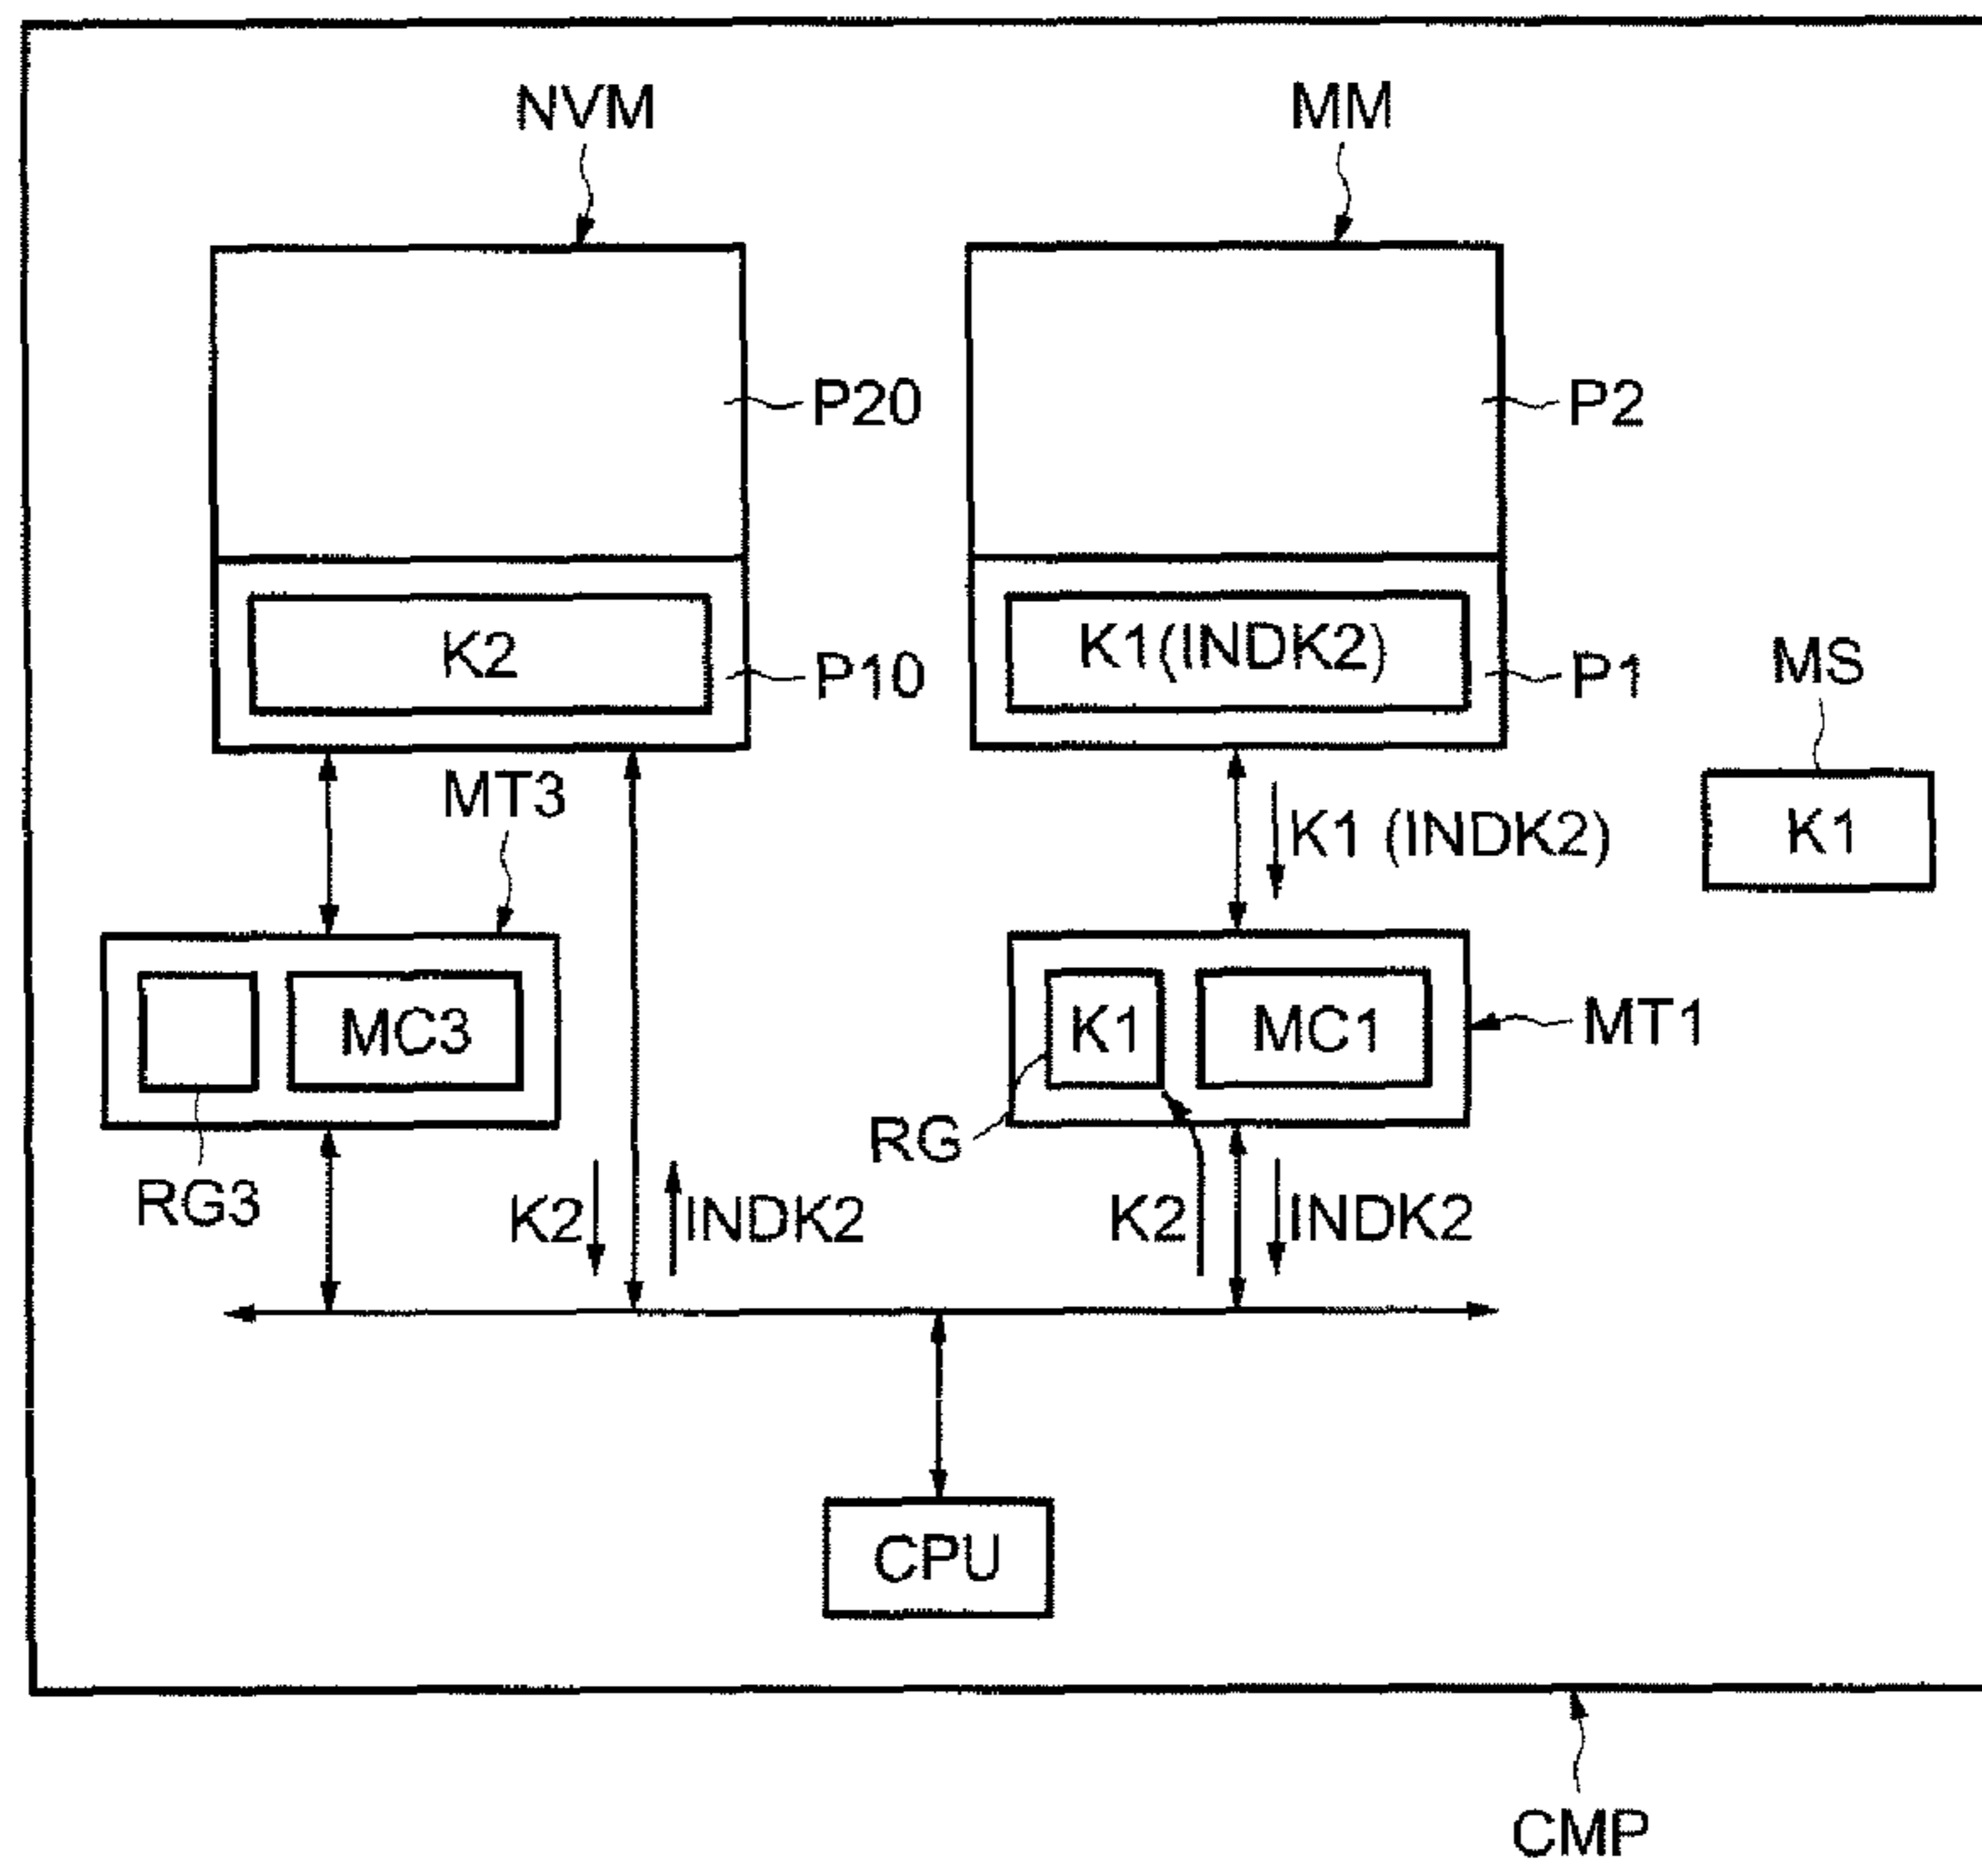 NVM
MM
P20
P2
K2
K1(INDK2)
P10
P1
MS
MT3
K1 (INDK2)
K1
MC3
K1
MC1
MT1
RG
RG3
K2
INDK2
K2
INDK2
CPU
CMP